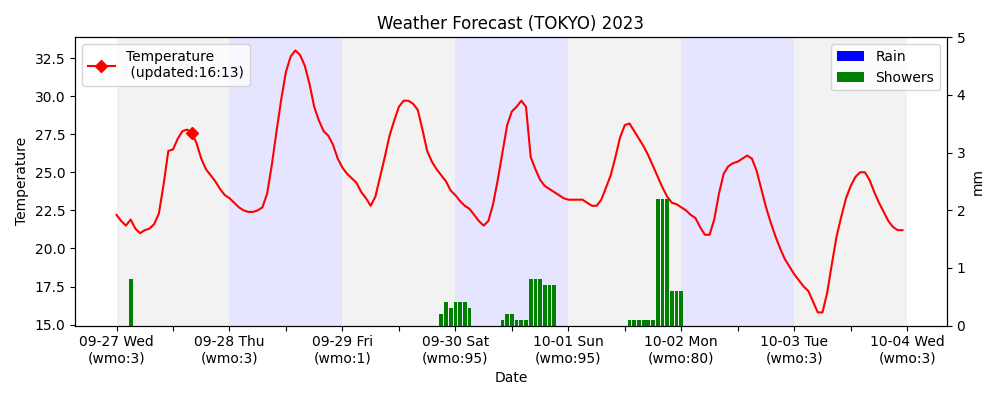 Weather Forecast (TOKYO) 2023
Temperature
(updated:16:13)
Rain
Showers
32.5
30.0
27.5
25.0
22.5
20.0
17.5
15.0
Temperature
5
4
3
2
1
0
mm
09-27 Wed
(wmo:3)
09-28 Thu
(wmo:3)
09-29 Fri
(wmo:1)
09-30 Sat
(wmo:95)
10-01 Sun
(wmo:95)
10-02 Mon
(wmo:80)
10-03 Tue
(wmo:3)
10-04 Wed
(wmo:3)
Date